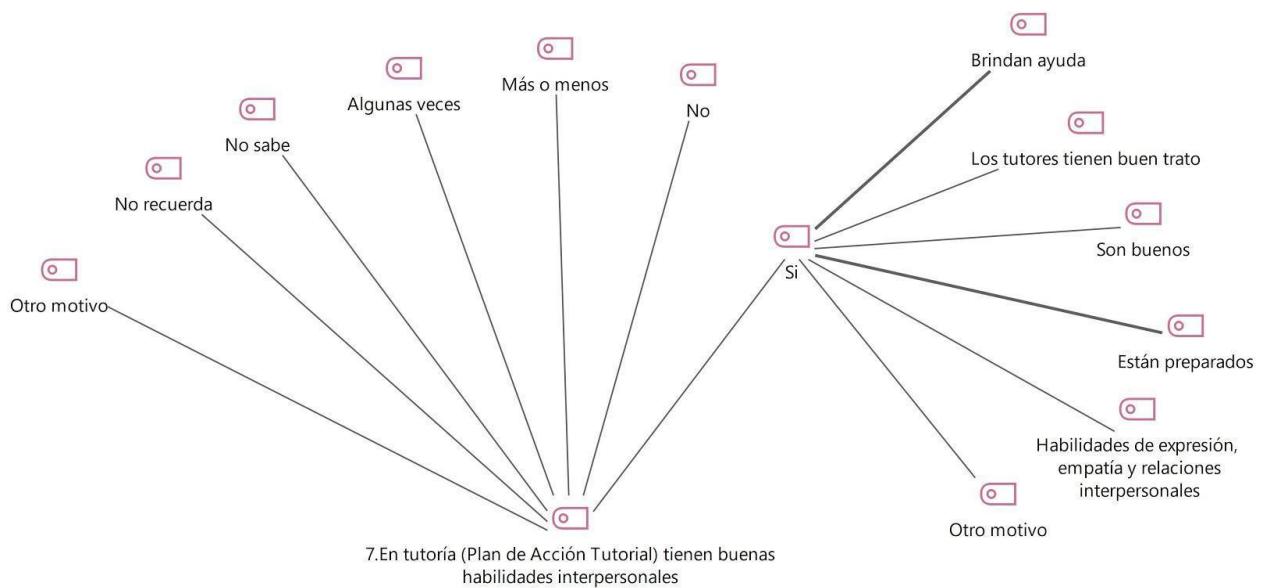 Brindan ayuda
Más o menos
Algunas veces
No
No sabe
Los tutores tienen buen trato
No recuerda
Son buenos
Si
Otro motivo
Están preparados
Habilidades de expresión,
empatía y relaciones
interpersonales
Otro motivo
7.En tutoría (Plan de Acción Tutorial) tienen buenas
habilidades interpersonales